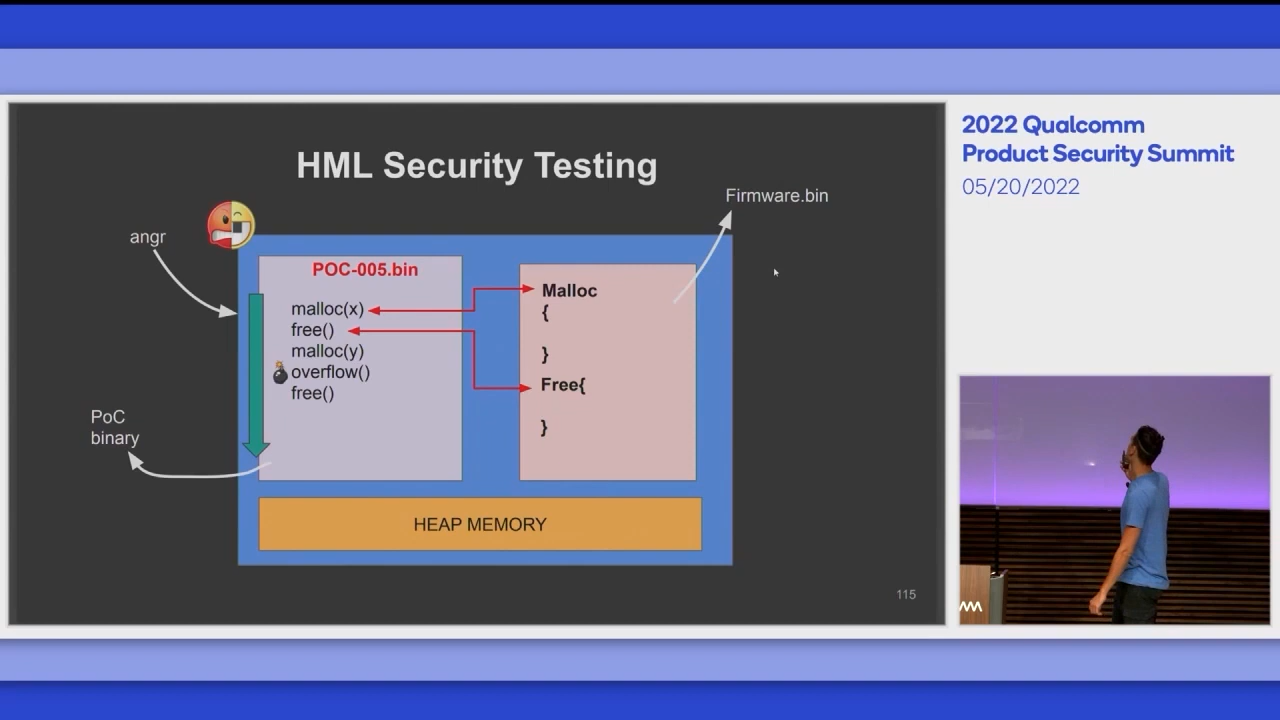 HML Security Testing
angr
Firmware.bin
POC-005.bin
malloc(x)
free()
malloc(y)
overflow()
free()
Malloc
{
}
Free{
}
PoC
binary
HEAP MEMORY
115
2022 Qualcomm
Product Security Summit
05/20/2022